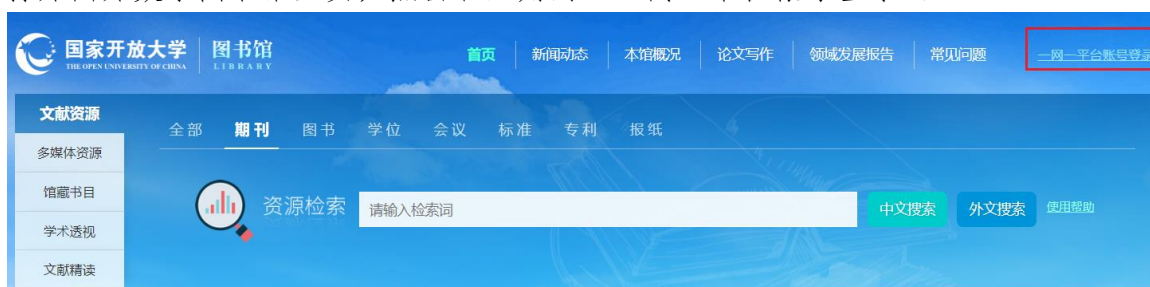 国家开放大学 图书馆
THE OPEN UNIVERSITY OF CHINA LIBRARY
首页 新闻动态 本馆概况 论文写作 领域发展报告 常见问题 一网一平台账号登录
文献资源
全部 期刊 图书 学位 会议 标准 专利 报纸
多媒体资源
馆藏书目
资源检索 请输入检索词 中文搜索 外文搜索 使用帮助
学术透视
文献精读